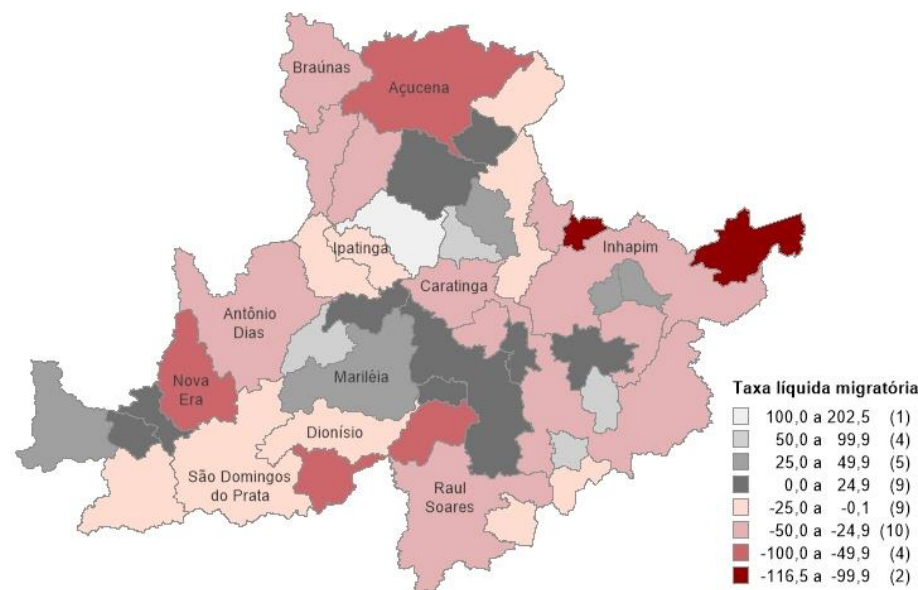 Braúnas
Açucena
Ipatinga
Inhapim
Caratinga
Antônio
Dias
Nova
Era
Mariléia
Dionísio
São Domingos
do Prata
Raul
Soares
Taxa líquida migratória
100,0 a 202,5 (1)
50,0 a 99,9 (4)
25,0 a 49,9 (5)
0,0 a 24,9 (9)
-25,0 a -0,1 (9)
-50,0 a -24,9 (10)
-100,0 a -49,9 (4)
-116,5 a -99,9 (2)